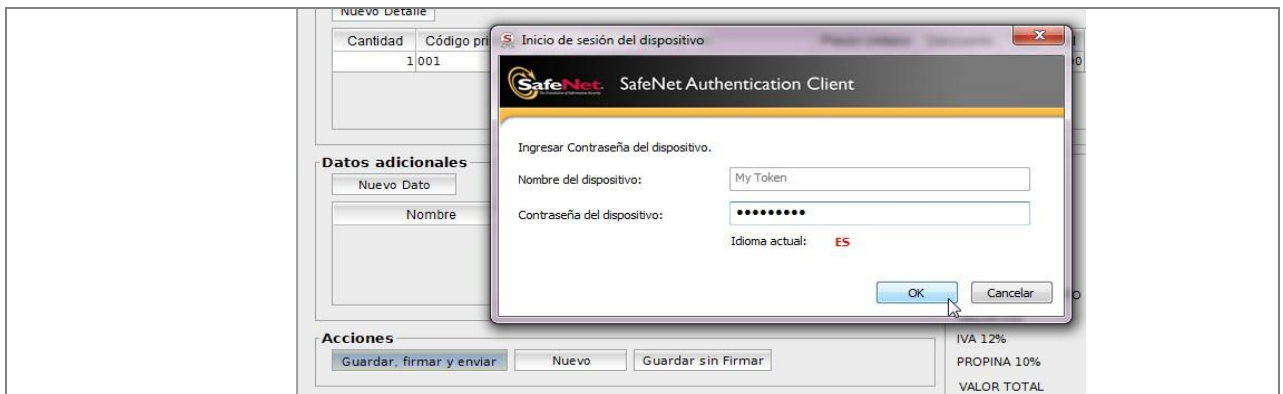 Nuevo Detalle
Cantidad Código pri
1 001
Inicio de sesión del dispositivo
SafeNet. SafeNet Authentication Client
Ingresar Contraseña del dispositivo.
Nombre del dispositivo: My Token
Contraseña del dispositivo: •••••••••
Idioma actual: ES
OK Cancelar
Datos adicionales
Nuevo Dato
Nombre
Acciones
Guardar, firmar y enviar Nuevo Guardar sin Firmar
IVA 12%
PROPINA 10%
VALOR TOTAL